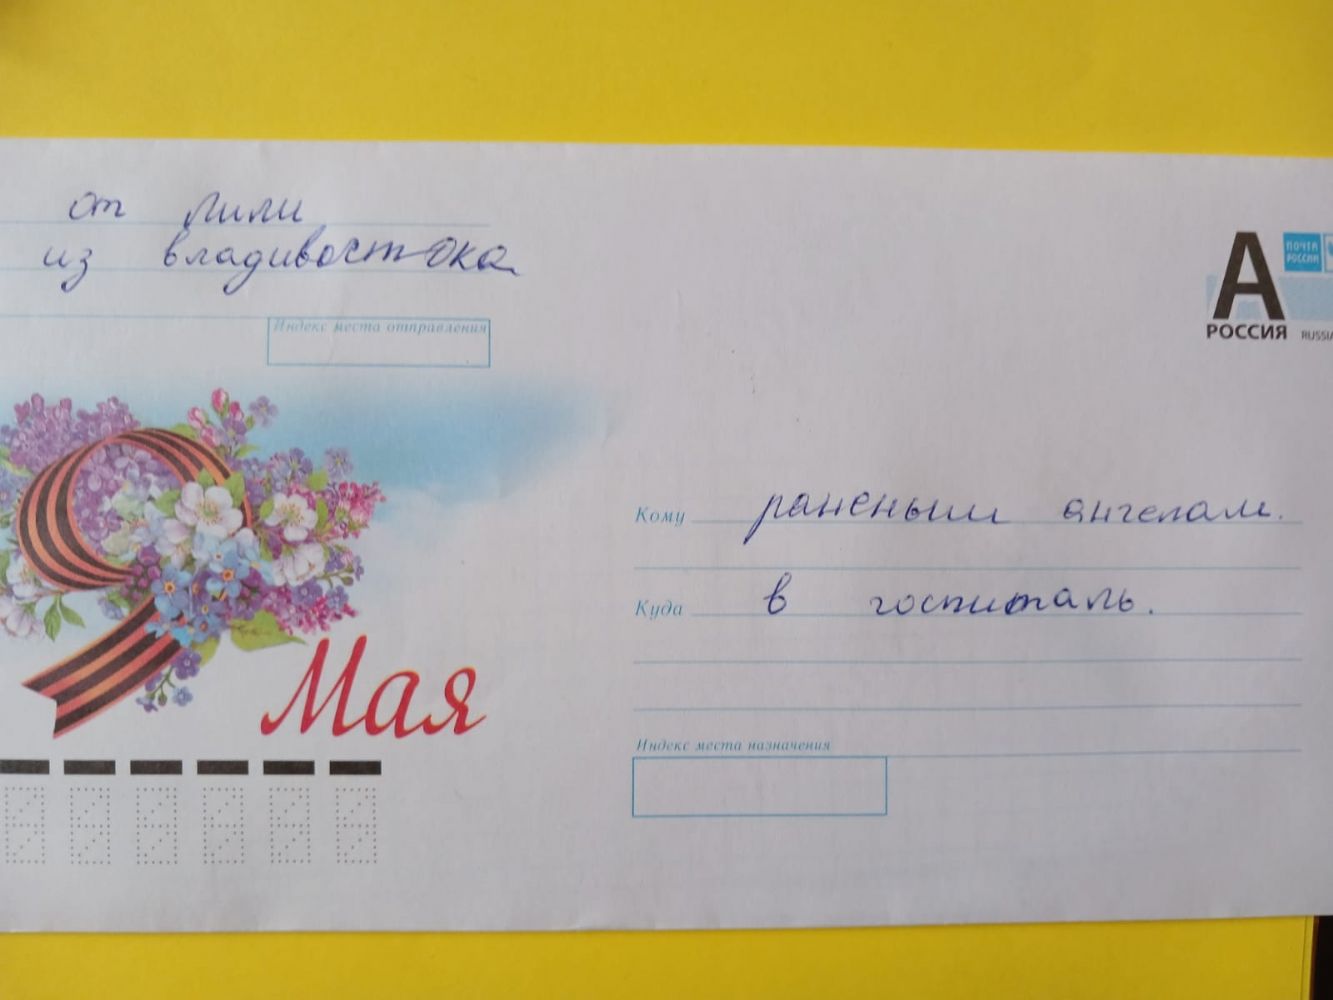 от лили
из владивостока
Индекс места отправления
ПОЧТА
РОССИИ
А
РОССИЯ RUSSIA
Кому раненым ангелам.
Куда в госпиталь.
9 Мая
Индекс места назначения